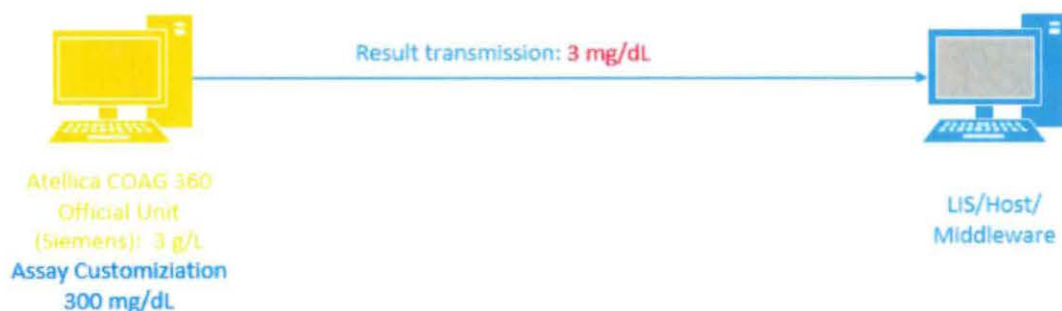 Result transmission: 3 mg/dL
Atellica COAG 360
Official Unit
(Siemens): 3 g/L
Assay Customiziation
300 mg/dL
LIS/Host/
Middleware